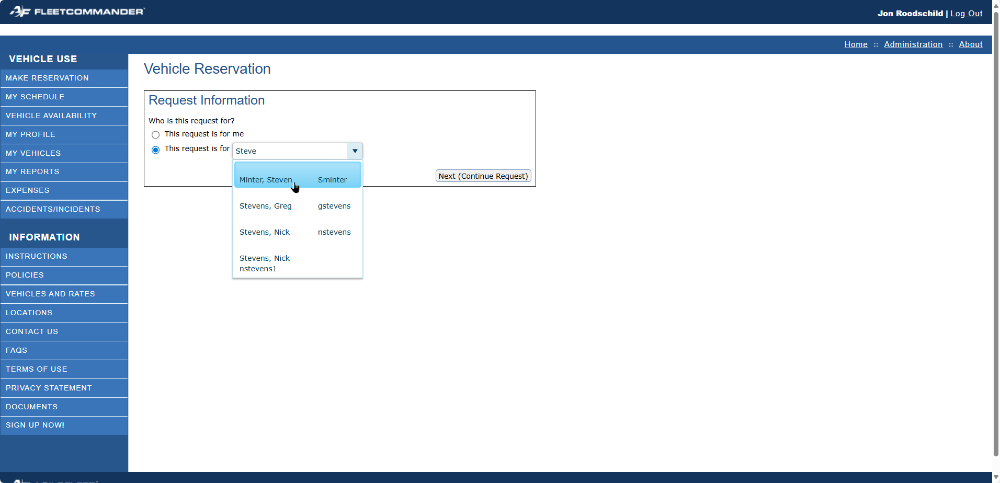 FLEETCOMMANDER
Jon Roodschild | Log Out
Home :: Administration :: About
VEHICLE USE
MAKE RESERVATION
MY SCHEDULE
VEHICLE AVAILABILITY
MY PROFILE
MY VEHICLES
MY REPORTS
EXPENSES
ACCIDENTS/INCIDENTS
INFORMATION
INSTRUCTIONS
POLICIES
VEHICLES AND RATES
LOCATIONS
CONTACT US
FAQS
TERMS OF USE
PRIVACY STATEMENT
DOCUMENTS
SIGN UP NOW!
Vehicle Reservation
Request Information
Who is this request for?
This request is for me
This request is for Steve
Next (Continue Request)
Minter, Steven Sminter
Stevens, Greg gstevens
Stevens, Nick nstevens
Stevens, Nick
nstevens1